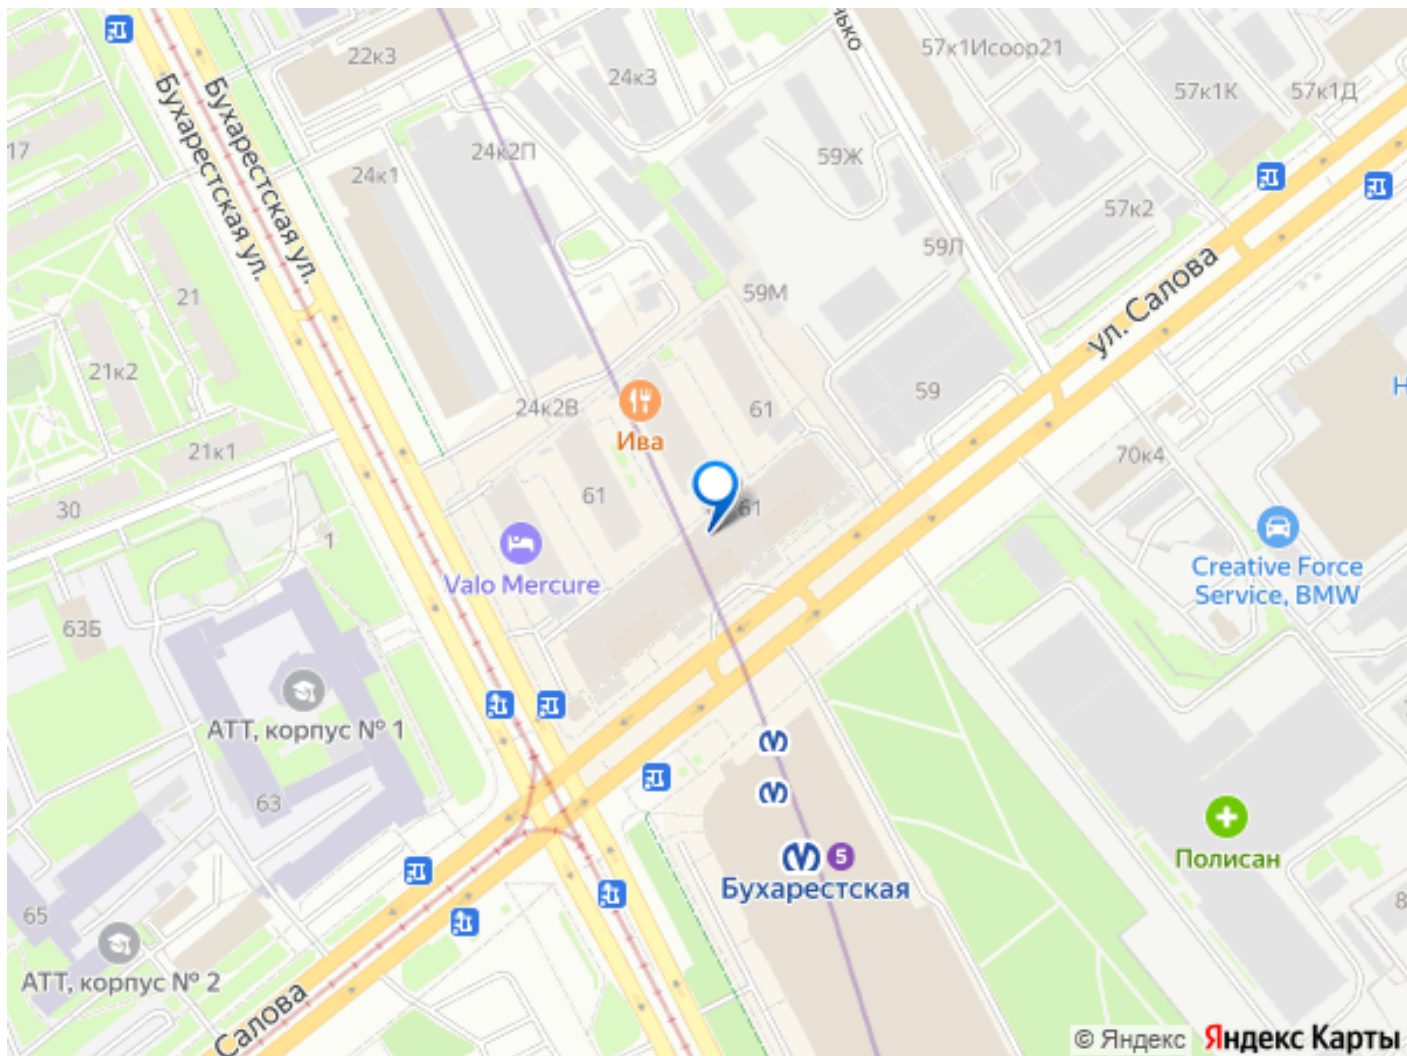 22к3
24к3
57к1Исоор21
57к1К
57к1Д
Бухарестская ул.
Бухарестская ул.
17
24к2П
24к1
59Ж
57к2
59Л
ул. Салова
21
59М
21к2
24к2В
61
59
Ива
21к1
70к4
30
61
61
1
Valo Mercure
Creative Force
Service, BMW
63Б
АТТ, корпус № 1
63
5
Бухарестская
Полисан
65
АТТ, корпус № 2
Салова
© Яндекс Яндекс Карты